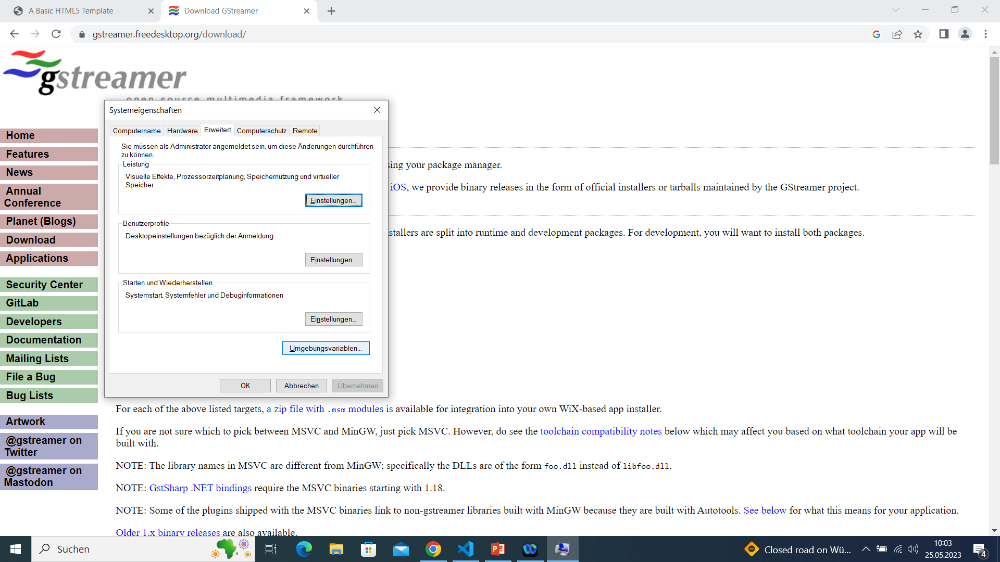 A Basic HTML5 Template
Download GStreamer
gstreamer.freedesktop.org/download/
gstreamer
open source multimedia framework
Home
Features
News
Annual
Conference
Planet (Blogs)
Download
Applications
Security Center
GitLab
Developers
Documentation
Mailing Lists
File a Bug
Bug Lists
Artwork
@gstreamer on
Twitter
@gstreamer on
Mastodon
Systemeigenschaften
Computername Hardware Erweitert Computerschutz Remote
Sie müssen als Administrator angemeldet sein, um diese Änderungen durchführen
zu können.
Leistung
Visuelle Effekte, Prozessorzeitplanung, Speichernutzung und virtueller
Speicher
Einstellungen...
Benutzerprofile
Desktopeinstellungen bezüglich der Anmeldung
Einstellungen...
Starten und Wiederherstellen
Systemstart, Systemfehler und Debuginformationen
Einstellungen...
Umgebungsvariablen...
OK Abbrechen Übernehmen
your package manager.
iOS, we provide binary releases in the form of official installers or tarballs maintained by the GStreamer project.
are split into runtime and development packages. For development, you will want to install both packages.
For each of the above listed targets, a zip file with .msm modules is available for integration into your own WiX-based app installer.
If you are not sure which to pick between MSVC and MinGW, just pick MSVC. However, do see the toolchain compatibility notes below which may affect you based on what toolchain your app will be
built with.
NOTE: The library names in MSVC are different from MinGW; specifically the DLLs are of the form foo.dll instead of libfoo.dll.
NOTE: GstSharp .NET bindings require the MSVC binaries starting with 1.18.
NOTE: Some of the plugins shipped with the MSVC binaries link to non-gstreamer libraries built with MinGW because they are built with Autotools. See below for what this means for your application.
Older 1.x binary releases are also available.
Suchen
Closed road on Wü...
10:03
25.05.2023
4